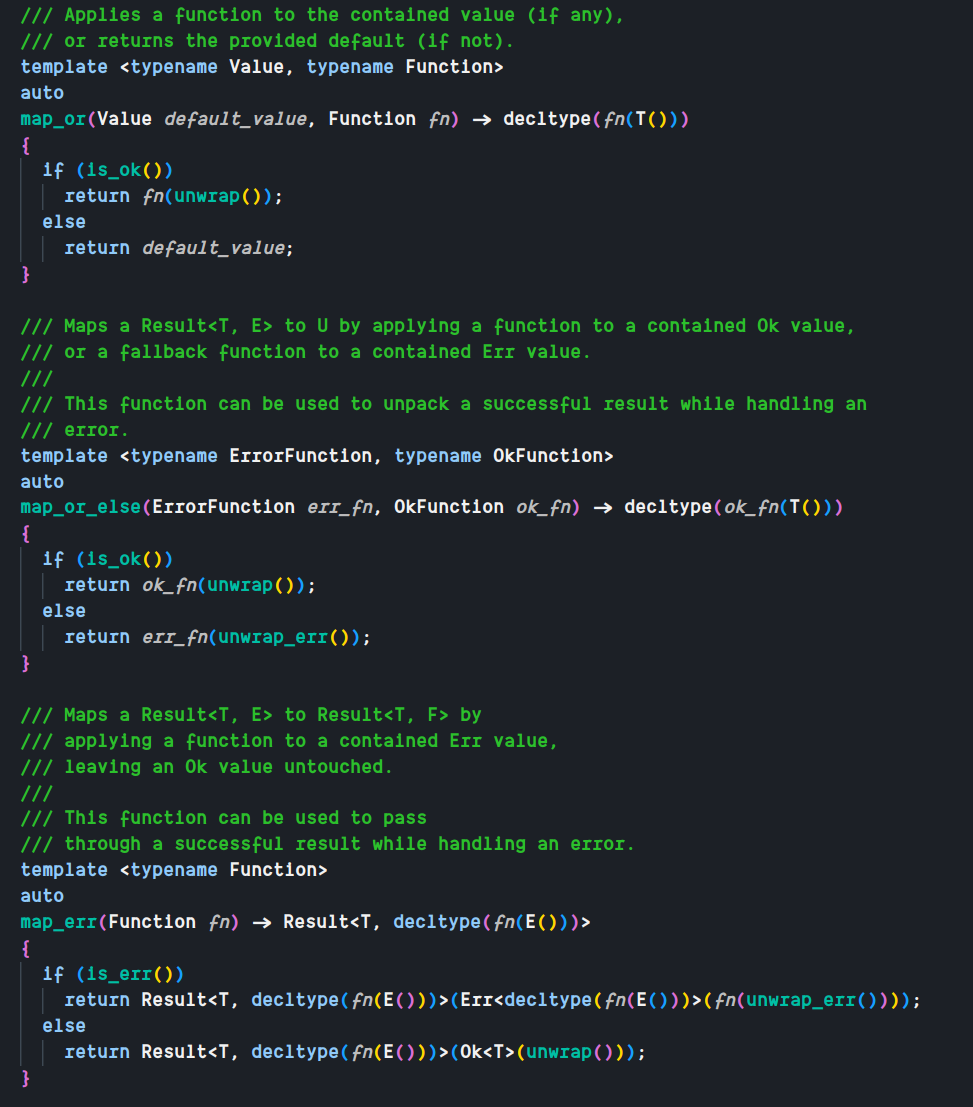 /// Applies a function to the contained value (if any),
/// or returns the provided default (if not).
template <typename Value, typename Function>
auto
map_or(Value default_value, Function fn) -> decltype(fn(T()))
{
  if (is_ok())
    return fn(unwrap());
  else
    return default_value;
}

/// Maps a Result<T, E> to U by applying a function to a contained Ok value,
/// or a fallback function to a contained Err value.
///
/// This function can be used to unpack a successful result while handling an
/// error.
template <typename ErrorFunction, typename OkFunction>
auto
map_or_else(ErrorFunction err_fn, OkFunction ok_fn) -> decltype(ok_fn(T()))
{
  if (is_ok())
    return ok_fn(unwrap());
  else
    return err_fn(unwrap_err());
}

/// Maps a Result<T, E> to Result<T, F> by
/// applying a function to a contained Err value,
/// leaving an Ok value untouched.
///
/// This function can be used to pass
/// through a successful result while handling an error.
template <typename Function>
auto
map_err(Function fn) -> Result<T, decltype(fn(E()))>
{
  if (is_err())
    return Result<T, decltype(fn(E()))>(Err<decltype(fn(E()))>(fn(unwrap_err())));
  else
    return Result<T, decltype(fn(E()))>(Ok<T>(unwrap()));
}